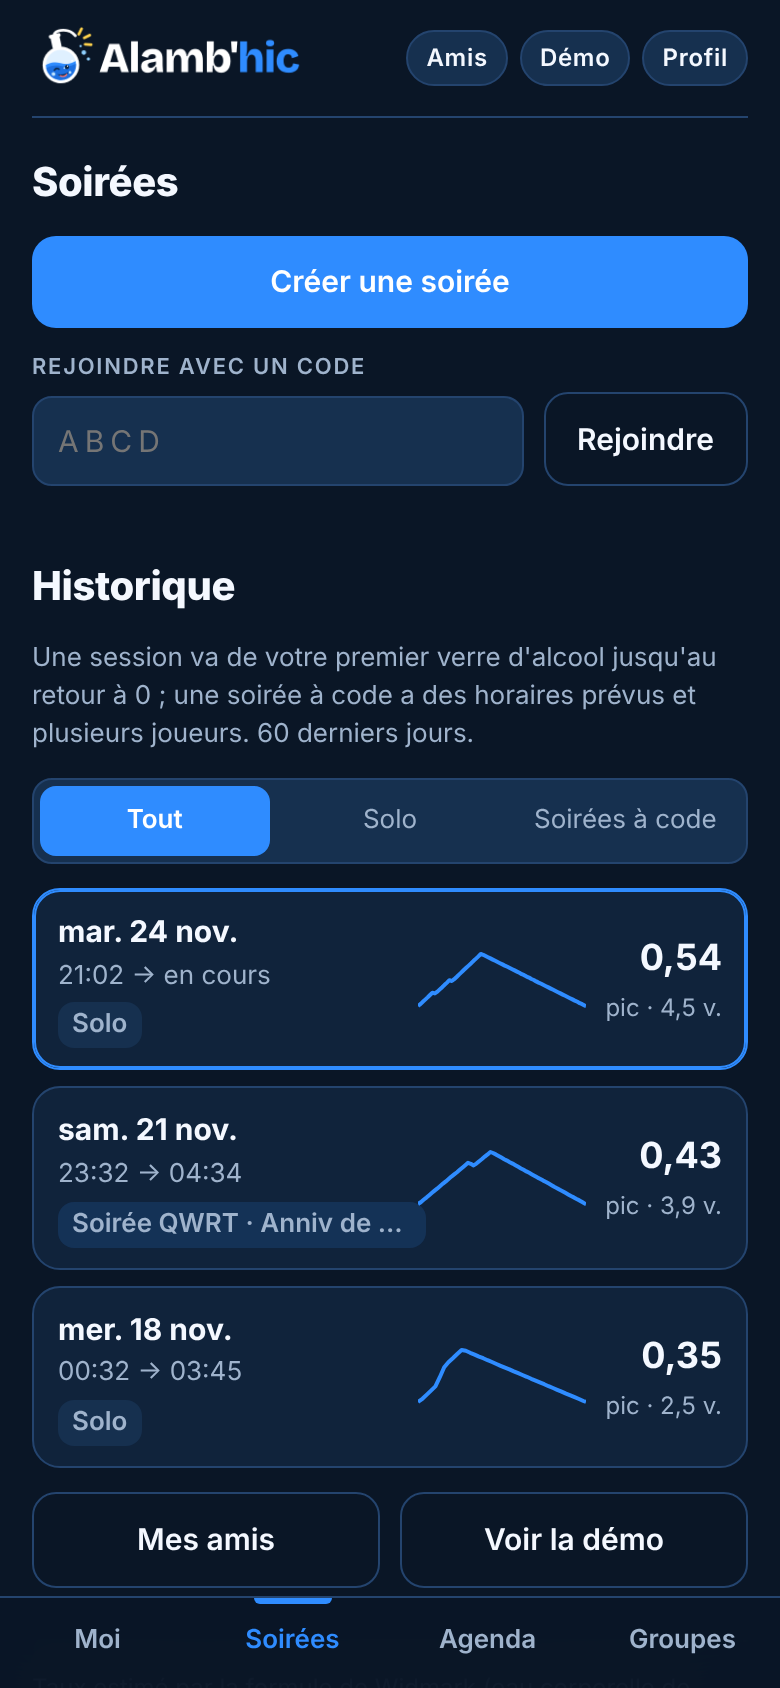 Alamb'hic
Amis
Démo
Profil
Soirées
Créer une soirée
REJOINDRE AVEC UN CODE
ABCD
Rejoindre
Historique
Une session va de votre premier verre d'alcool jusqu'au
retour à 0 ; une soirée à code a des horaires prévus et
plusieurs joueurs. 60 derniers jours.
Tout
Solo
Soirées à code
mar. 24 nov.
21:02 → en cours
Solo
0,54
pic · 4,5 v.
sam. 21 nov.
23:32 → 04:34
Soirée QWRT · Anniv de ...
0,43
pic · 3,9 v.
mer. 18 nov.
00:32 → 03:45
Solo
0,35
pic · 2,5 v.
Mes amis
Voir la démo
Moi
Soirées
Agenda
Groupes